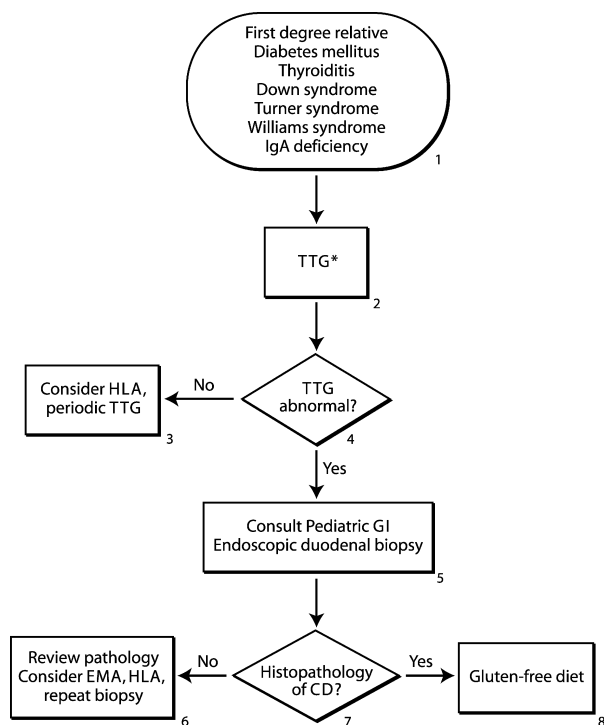 First degree relative
Diabetes mellitus
Thyroiditis
Down syndrome
Turner syndrome
Williams syndrome
IgA deficiency
1
TTG*
2
TTG
abnormal?
4
No
Consider HLA,
periodic TTG
3
Yes
Consult Pediatric GI
Endoscopic duodenal biopsy
5
Histopathology
of CD?
7
No
Review pathology
Consider EMA, HLA,
repeat biopsy
6
Yes
Gluten-free diet
8